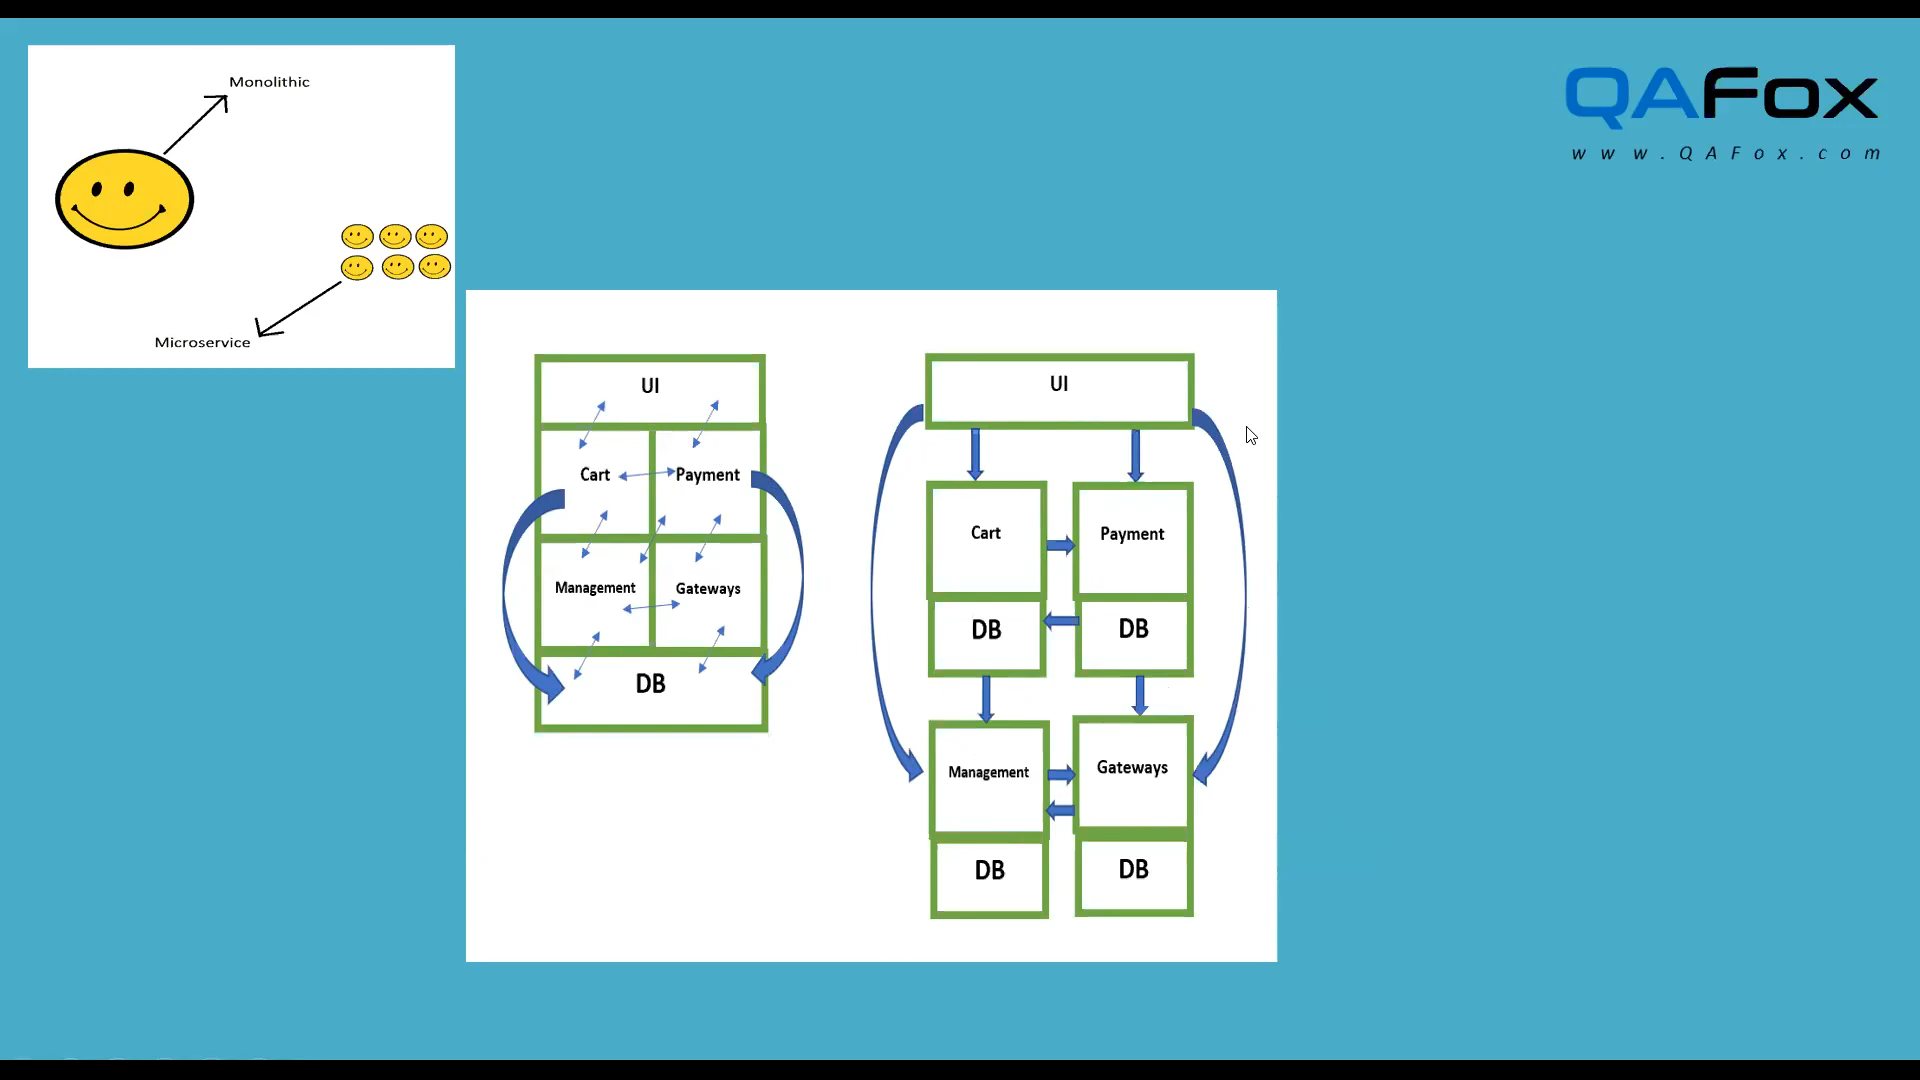 Monolithic
Microservice
QAFox
www.QAFox.com
UI
Cart
Payment
Management
Gateways
DB
UI
Cart
Payment
DB
DB
Management
Gateways
DB
DB